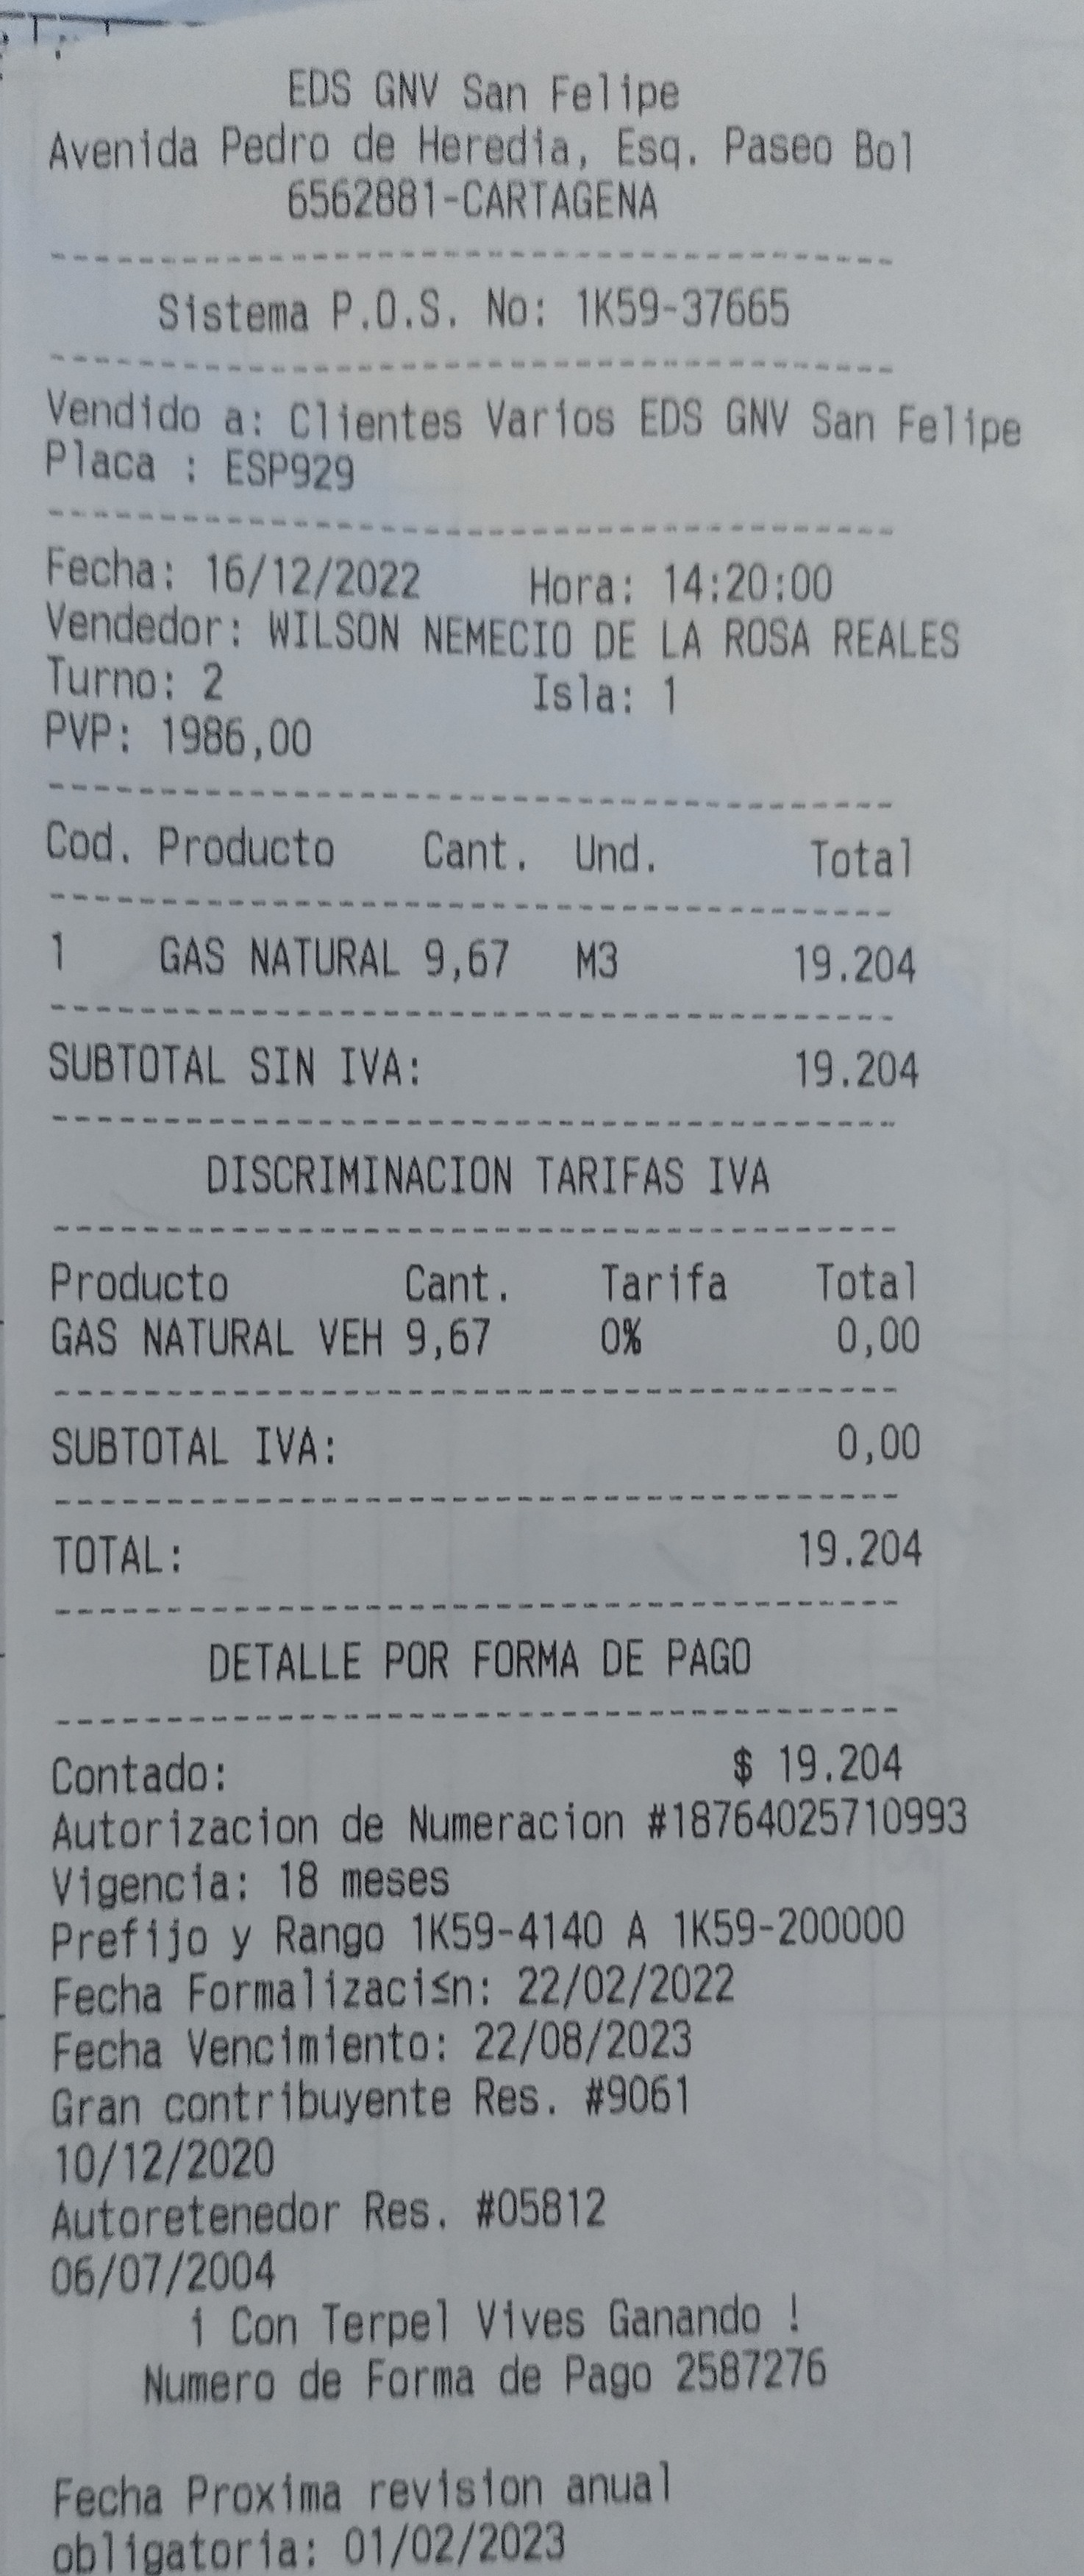 EDS GNV San Felipe
Avenida Pedro de Heredia, Esq. Paseo Bol
6562881-CARTAGENA
----------------------------------------
Sistema P.O.S. No: 1K59-37665
----------------------------------------
Vendido a: Clientes Varios EDS GNV San Felipe
Placa : ESP929
----------------------------------------
Fecha: 16/12/2022 Hora: 14:20:00
Vendedor: WILSON NEMECIO DE LA ROSA REALES
Turno: 2 Isla: 1
PVP: 1986,00
----------------------------------------
Cod. Producto Cant. Und. Total
----------------------------------------
1 GAS NATURAL 9,67 M3 19.204
----------------------------------------
SUBTOTAL SIN IVA: 19.204
----------------------------------------
DISCRIMINACION TARIFAS IVA
----------------------------------------
Producto Cant. Tarifa Total
GAS NATURAL VEH 9,67 0% 0,00
----------------------------------------
SUBTOTAL IVA: 0,00
----------------------------------------
TOTAL: 19.204
----------------------------------------
DETALLE POR FORMA DE PAGO
----------------------------------------
Contado: $ 19.204
Autorizacion de Numeracion #18764025710993
Vigencia: 18 meses
Prefijo y Rango 1K59-4140 A 1K59-200000
Fecha Formalizaci≤n: 22/02/2022
Fecha Vencimiento: 22/08/2023
Gran contribuyente Res. #9061
10/12/2020
Autoretenedor Res. #05812
06/07/2004
¡ Con Terpel Vives Ganando !
Numero de Forma de Pago 2587276
Fecha Proxima revision anual
obligatoria: 01/02/2023